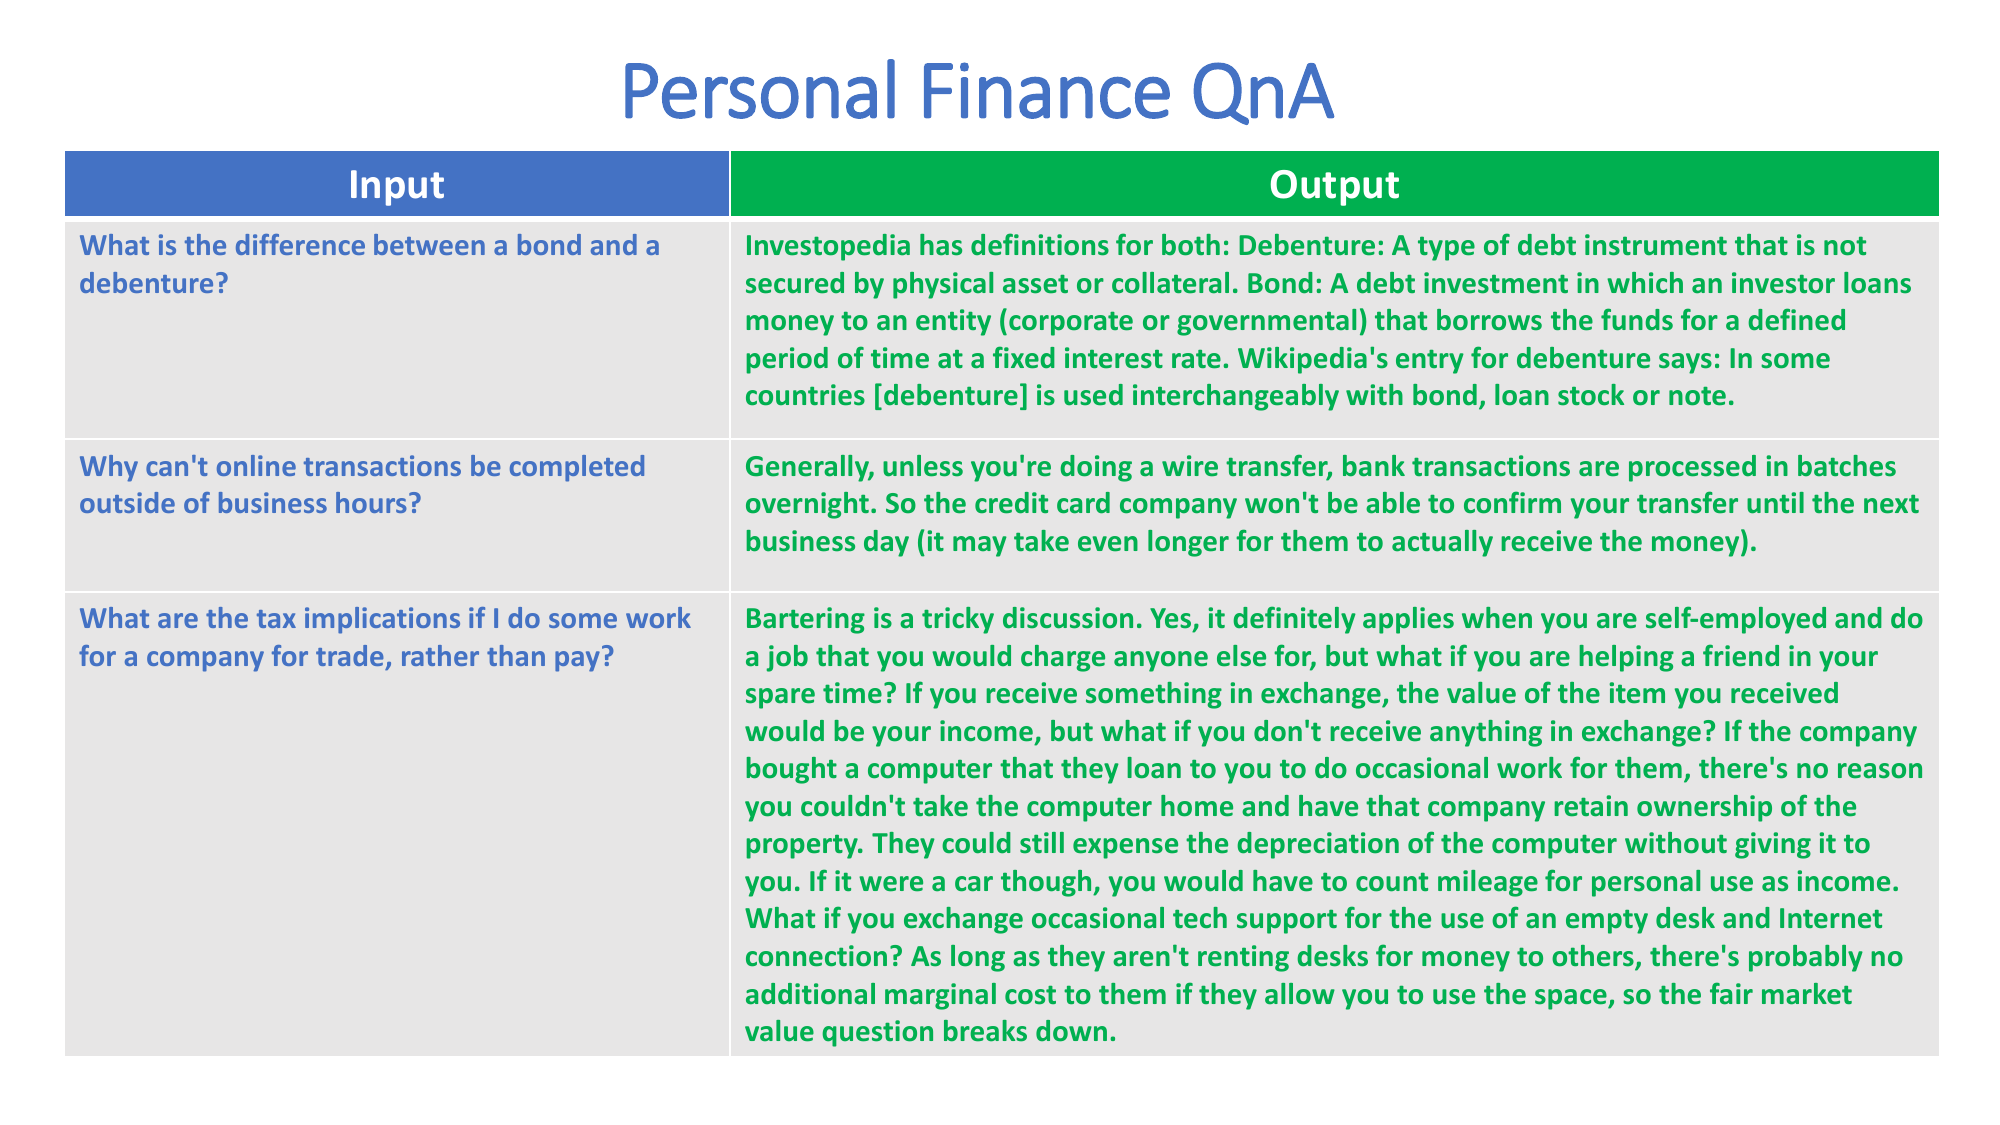 Personal Finance QnA
Input
Output
What is the difference between a bond and a
debenture?
Investopedia has definitions for both: Debenture: A type of debt instrument that is not
secured by physical asset or collateral. Bond: A debt investment in which an investor loans
money to an entity (corporate or governmental) that borrows the funds for a defined
period of time at a fixed interest rate. Wikipedia's entry for debenture says: In some
countries [debenture] is used interchangeably with bond, loan stock or note.
Why can't online transactions be completed
outside of business hours?
Generally, unless you're doing a wire transfer, bank transactions are processed in batches
overnight. So the credit card company won't be able to confirm your transfer until the next
business day (it may take even longer for them to actually receive the money).
What are the tax implications if I do some work
for a company for trade, rather than pay?
Bartering is a tricky discussion. Yes, it definitely applies when you are self-employed and do
a job that you would charge anyone else for, but what if you are helping a friend in your
spare time? If you receive something in exchange, the value of the item you received
would be your income, but what if you don't receive anything in exchange? If the company
bought a computer that they loan to you to do occasional work for them, there's no reason
you couldn't take the computer home and have that company retain ownership of the
property. They could still expense the depreciation of the computer without giving it to
you. If it were a car though, you would have to count mileage for personal use as income.
What if you exchange occasional tech support for the use of an empty desk and Internet
connection? As long as they aren't renting desks for money to others, there's probably no
additional marginal cost to them if they allow you to use the space, so the fair market
value question breaks down.